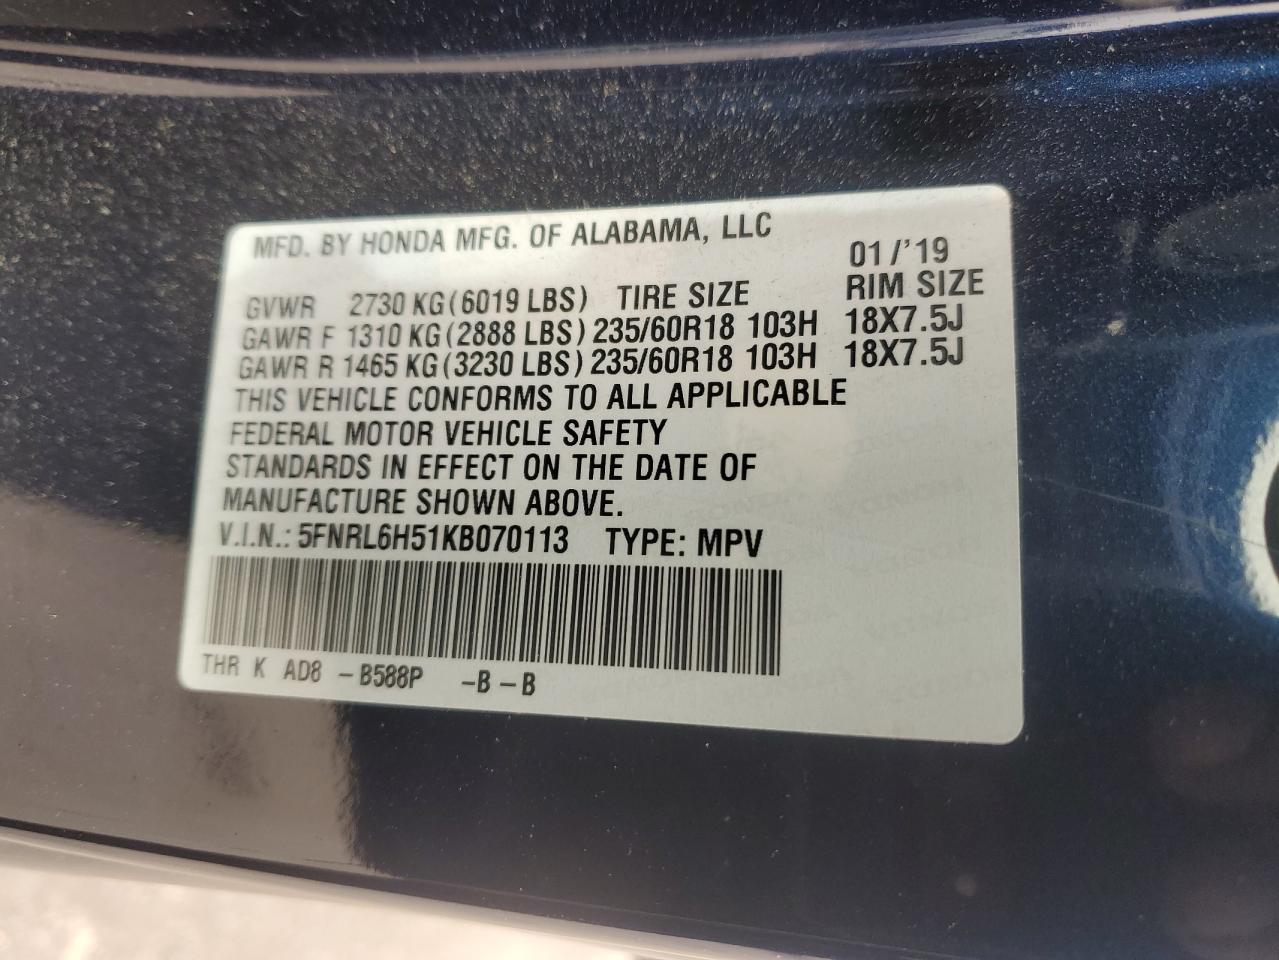 MFD. BY HONDA MFG. OF ALABAMA, LLC
01/'19
GVWR 2730 KG(6019 LBS) TIRE SIZE RIM SIZE
GAWR F 1310 KG(2888 LBS) 235/60R18 103H 18X7.5J
GAWR R 1465 KG(3230 LBS) 235/60R18 103H 18X7.5J
THIS VEHICLE CONFORMS TO ALL APPLICABLE
FEDERAL MOTOR VEHICLE SAFETY
STANDARDS IN EFFECT ON THE DATE OF
MANUFACTURE SHOWN ABOVE.
V.I.N.: 5FNRL6H51KB070113 TYPE: MPV
THR K AD8 -B588P -B-B